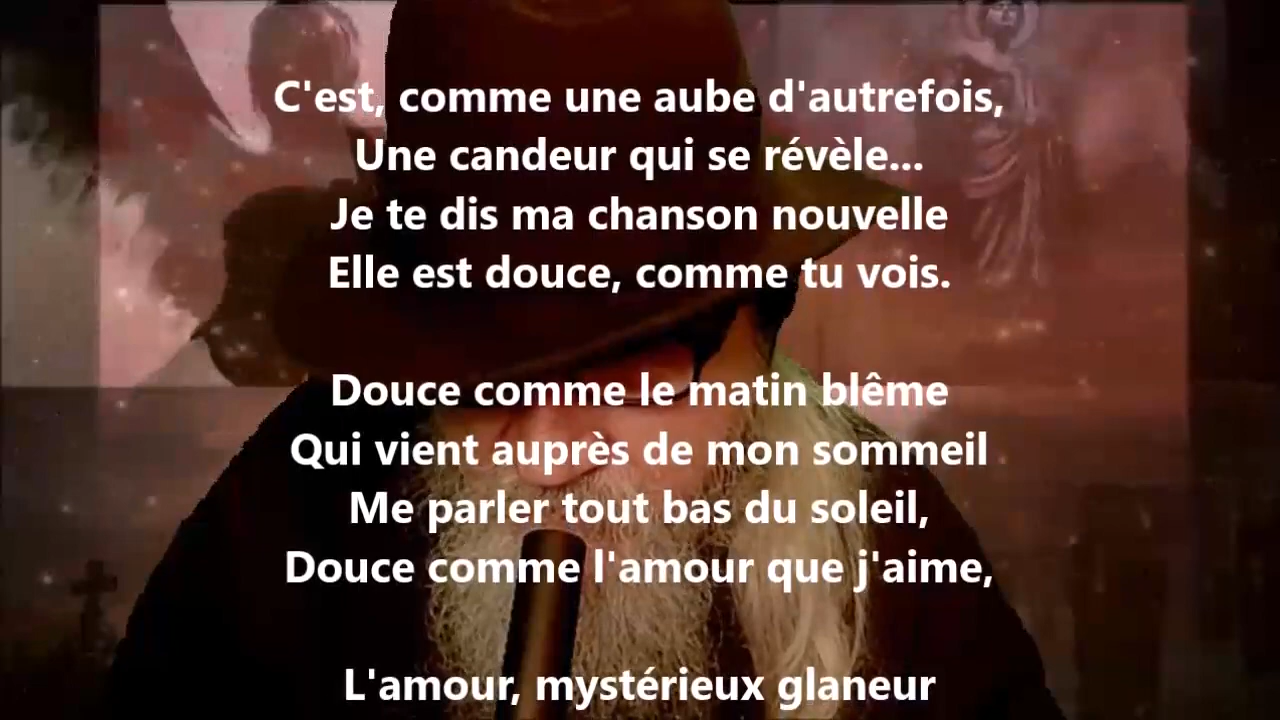 C'est, comme une aube d'autrefois,
Une candeur qui se révèle...
Je te dis ma chanson nouvelle
Elle est douce, comme tu vois.
Douce comme le matin blême
Qui vient auprès de mon sommeil
Me parler tout bas du soleil,
Douce comme l'amour que j'aime,
L'amour, mystérieux glaneur